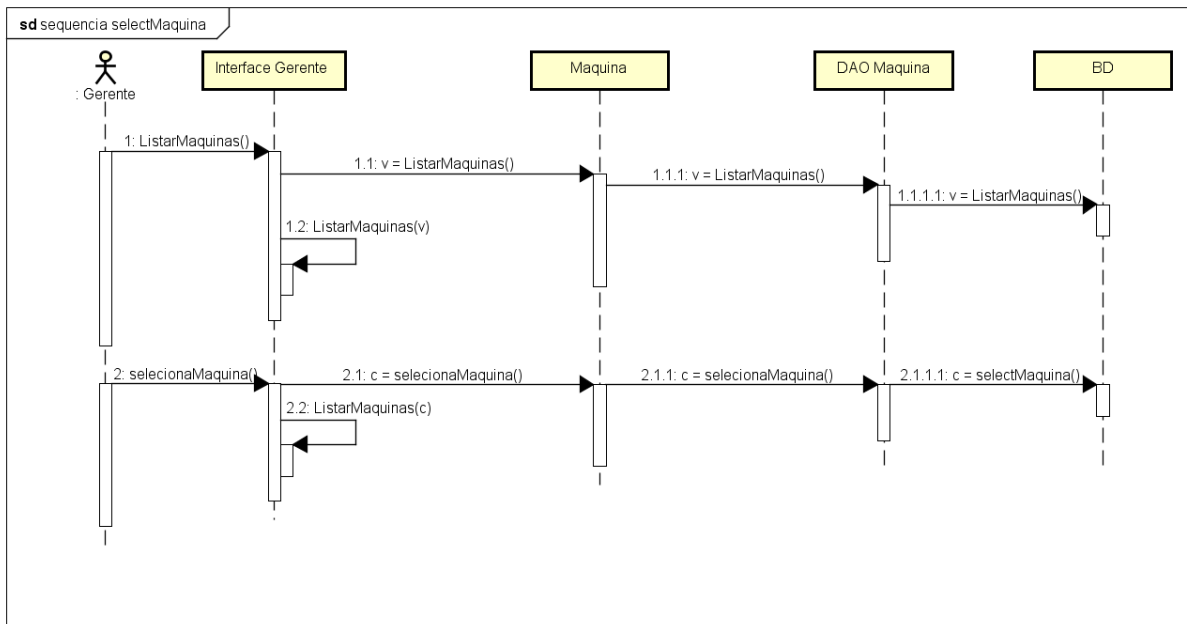 sd sequencia selectMaquina
: Gerente
Interface Gerente
Maquina
DAO Maquina
BD
1: ListarMaquinas()
1.1: v = ListarMaquinas()
1.1.1: v = ListarMaquinas()
1.1.1.1: v = ListarMaquinas()
1.2: ListarMaquinas(v)
2: selecionaMaquina()
2.1: c = selecionaMaquina()
2.1.1: c = selecionaMaquina()
2.1.1.1: c = selectMaquina()
2.2: ListarMaquinas(c)